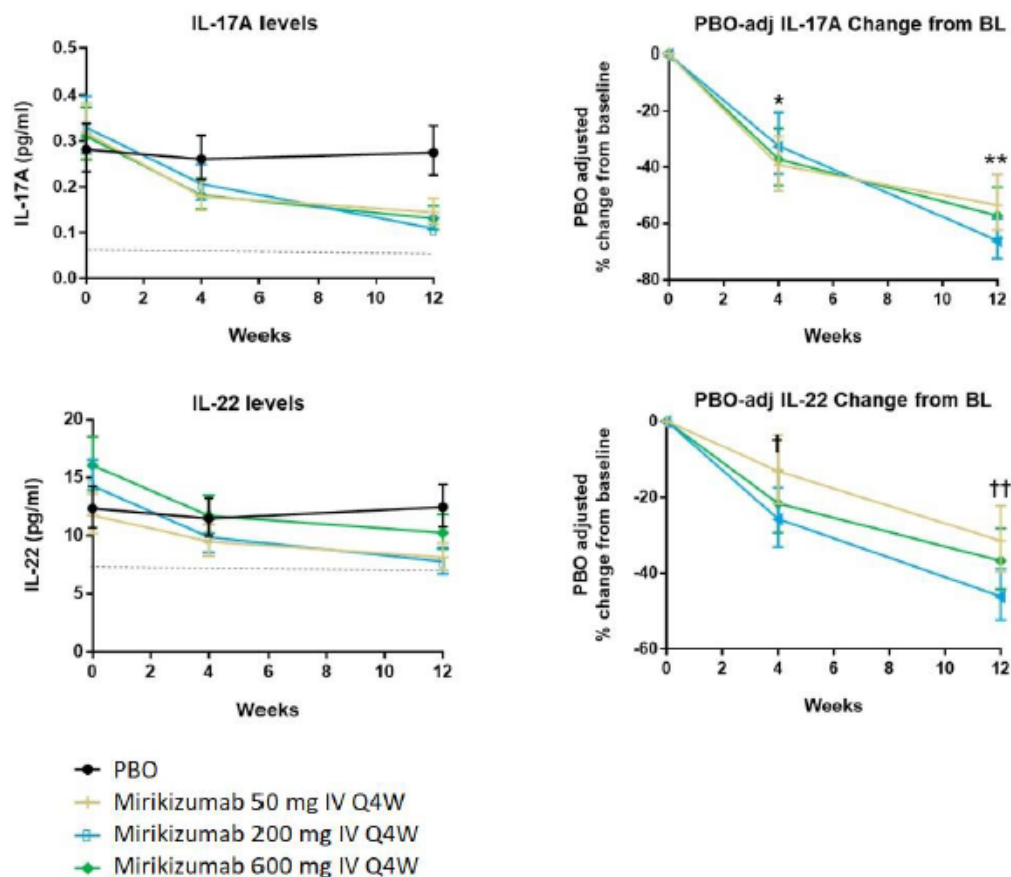 IL-17A levels
IL-17A (pg/ml)
0.5
0.4
0.3
0.2
0.1
0.0
0 2 4 6 8 10 12
Weeks
PBO-adj IL-17A Change from BL
PBO adjusted
% change from baseline
0
-20
-40
-60
-80
*
**
0 2 4 6 8 10 12
Weeks
IL-22 levels
IL-22 (pg/ml)
20
15
10
5
0
0 2 4 6 8 10 12
Weeks
PBO-adj IL-22 Change from BL
PBO adjusted
% change from baseline
0
-20
-40
-60
†
††
0 2 4 6 8 10 12
Weeks
PBO
Mirikizumab 50 mg IV Q4W
Mirikizumab 200 mg IV Q4W
Mirikizumab 600 mg IV Q4W